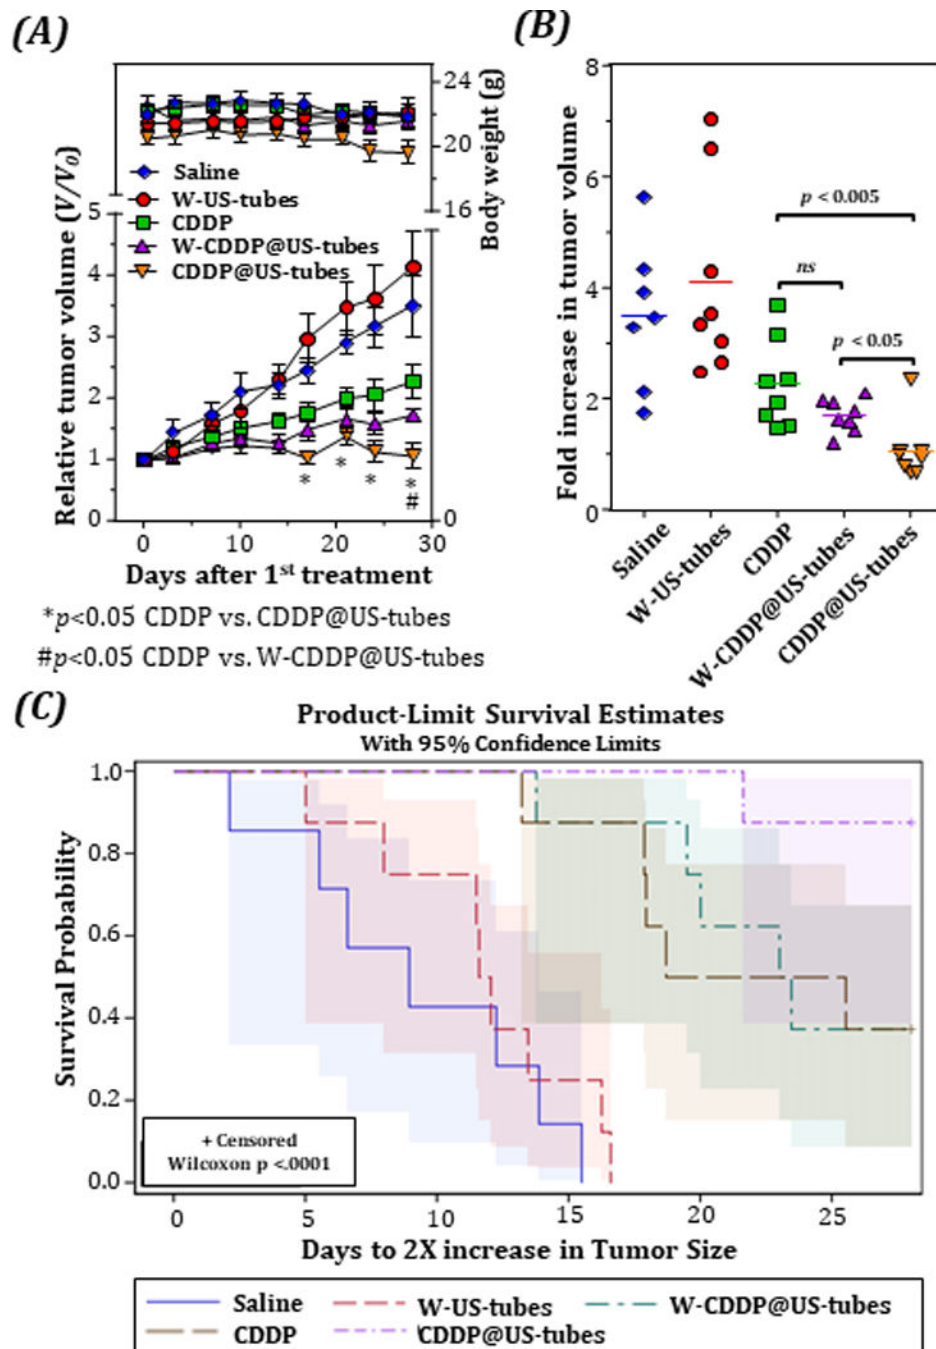 (A)
Relative tumor volume (V/V0)
5
4
3
2
1
0
24
22
20
18
16
0
Body weight (g)
Saline
W-US-tubes
CDDP
W-CDDP@US-tubes
CDDP@US-tubes
* * * *
#
0 10 20 30
Days after 1st treatment
*p<0.05 CDDP vs. CDDP@US-tubes
#p<0.05 CDDP vs. W-CDDP@US-tubes
(B)
Fold increase in tumor volume
8
6
4
2
0
p < 0.005
ns
p < 0.05
Saline
W-US-tubes
CDDP
W-CDDP@US-tubes
CDDP@US-tubes
(C)
Product-Limit Survival Estimates
With 95% Confidence Limits
Survival Probability
1.0
0.8
0.6
0.4
0.2
0.0
+ Censored
Wilcoxon p <.0001
0 5 10 15 20 25
Days to 2X increase in Tumor Size
Saline W-US-tubes W-CDDP@US-tubes
CDDP CDDP@US-tubes